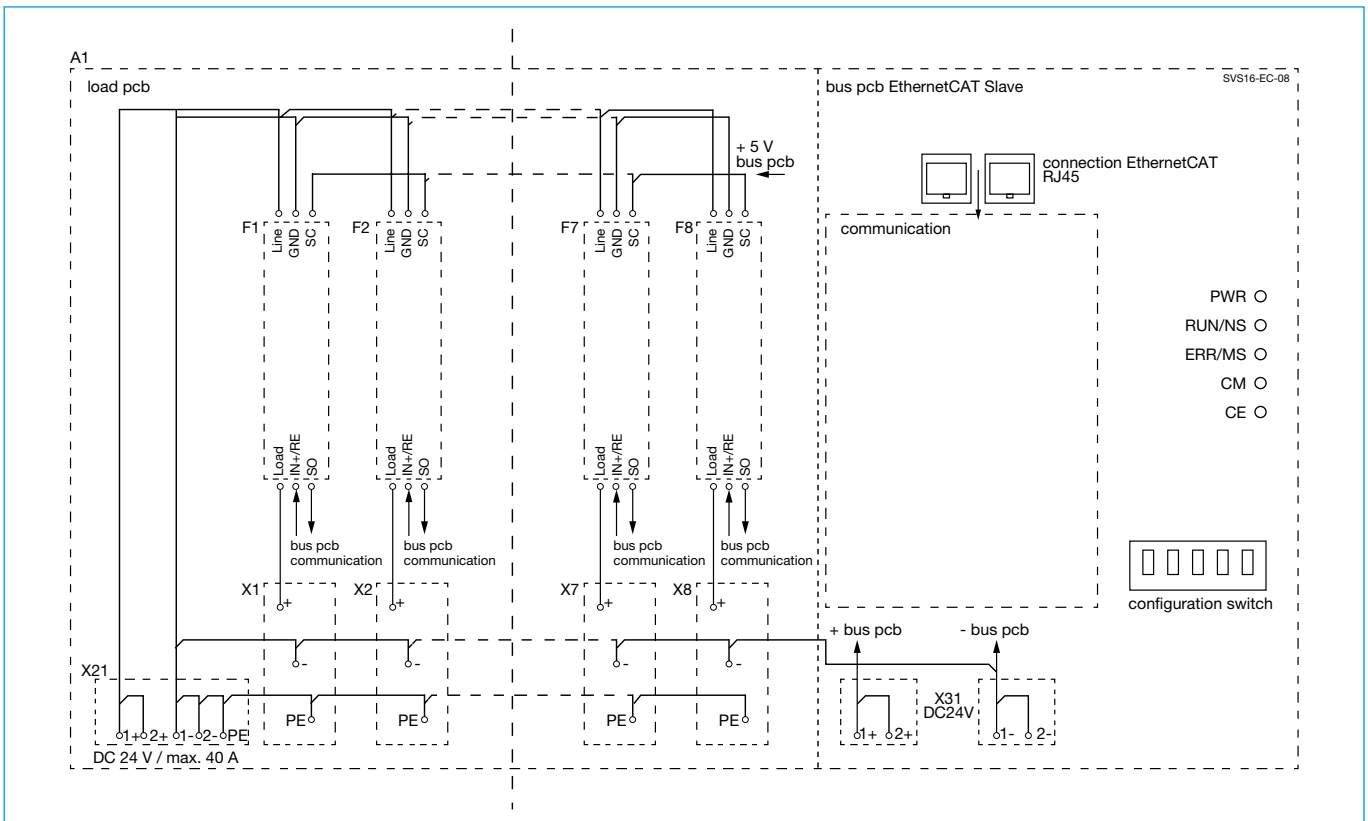 A1
load pcb
bus pcb EthernetCAT Slave
SVS16-EC-08
+ 5 V
bus pcb
connection EthernetCAT
RJ45
F1
Line
GND
SC
F2
Line
GND
SC
F7
Line
GND
SC
F8
Line
GND
SC
communication
PWR
RUN/NS
ERR/MS
CM
CE
Load
IN+/RE
SO
Load
IN+/RE
SO
Load
IN+/RE
SO
Load
IN+/RE
SO
bus pcb
communication
bus pcb
communication
bus pcb
communication
bus pcb
communication
X1
+
X2
+
X7
+
X8
+
configuration switch
+ bus pcb
- bus pcb
-
-
-
-
X21
PE
PE
PE
PE
X31
DC24V
1+ 2+ 1- 2- PE
1+ 2+
1- 2-
DC 24 V / max. 40 A